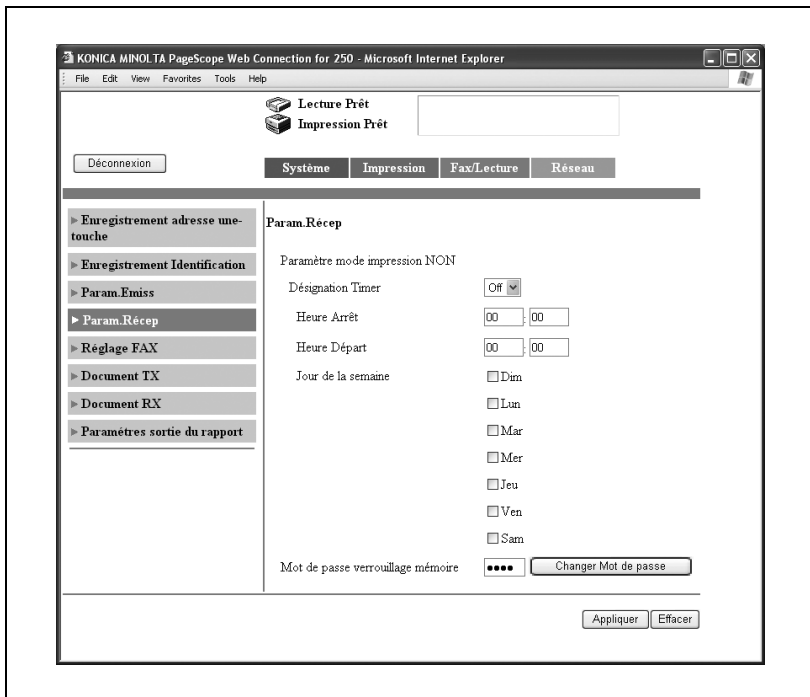 KONICA MINOLTA PageScope Web Connection for 250 - Microsoft Internet Explorer
File Edit View Favorites Tools Help
Lecture Prêt
Impression Prêt
Déconnexion
Système Impression Fax/Lecture Réseau
Enregistrement adresse une-
touche
Enregistrement Identification
Param.Emiss
Param.Récep
Réglage FAX
Document TX
Document RX
Paramétres sortie du rapport
Param.Récep
Paramètre mode impression NON
Désignation Timer Off
Heure Arrêt 00 : 00
Heure Départ 00 : 00
Jour de la semaine Dim
Lun
Mar
Mer
Jeu
Ven
Sam
Mot de passe verrouillage mémoire •••• Changer Mot de passe
Appliquer Effacer